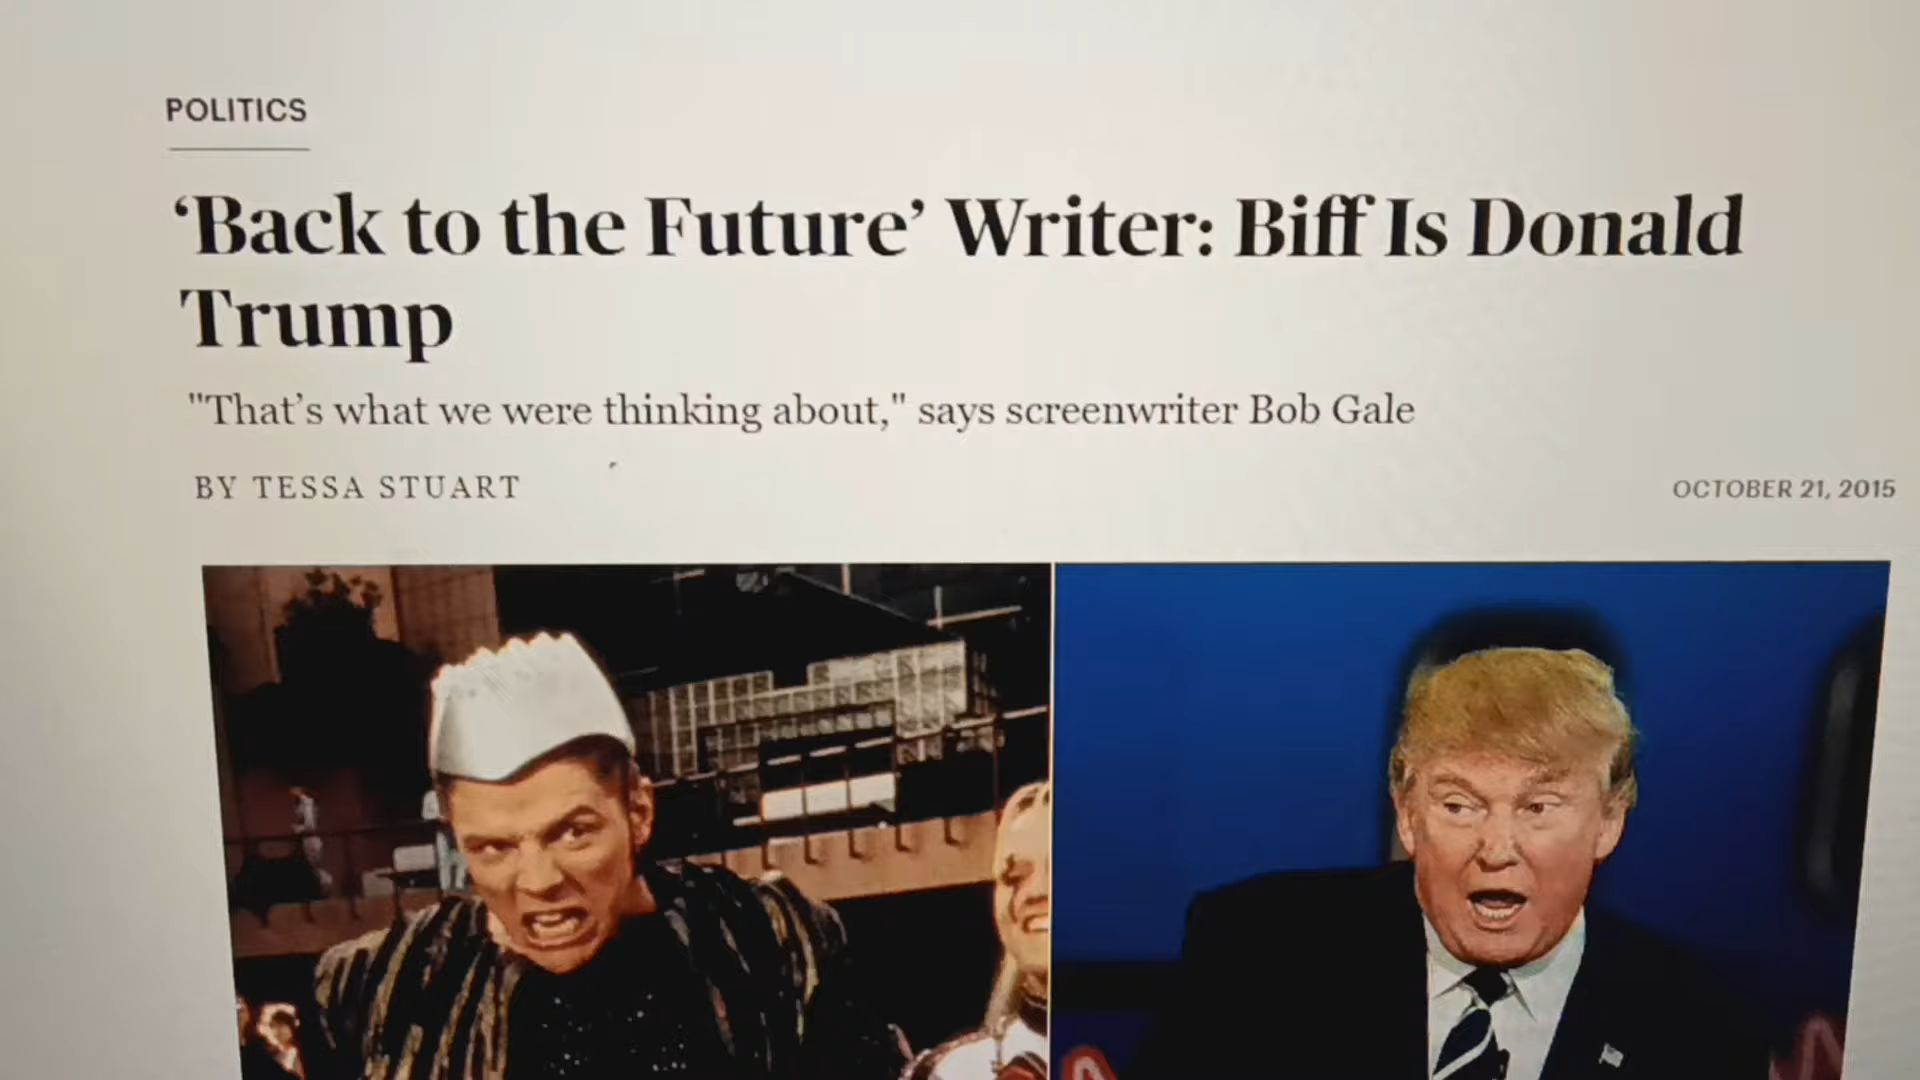 POLITICS
‘Back to the Future’ Writer: Biff Is Donald
Trump
"That’s what we were thinking about," says screenwriter Bob Gale
BY TESSA STUART
OCTOBER 21, 2015